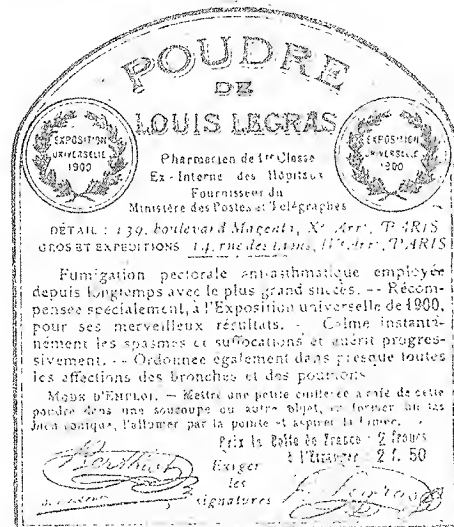 POUDRE
DE
LOUIS LEGRAS
EXPOSITION
UNIVERSELLE
1900
EXPOSITION
UNIVERSELLE
1900
Pharmacien de 1re Classe
Ex-Interne des Hôpitaux
Fournisseur du
Ministère des Postes et Télégraphes
DÉTAIL : 139, boulevard Magenta, Xe Arrt, PARIS
GROS ET EXPÉDITIONS 14, rue des Arrt, PARIS
Fumigation pectorale anti-asthmatique employée
depuis longtemps avec le plus grand succès. -- Récom-
pensée spécialement, à l'Exposition universelle de 1900,
pour ses merveilleux résultats. - Calme instanta-
nément les spasmes et suffocations et guérit progres-
sivement. -- Ordonnée également dans presque toutes
les affections des bronches et des poumons
MODE D'EMPLOI. — Mettre une petite cuillerée à café de cette
poudre dans une soucoupe ou autre objet, en former un tas
bien conique, l'allumer par la pointe et aspirer la fumée.
Prix la Boîte en France : 2 francs
à l'Étranger : 2 f. 50
Exiger
les
signatures
Berthiot
L. Legras